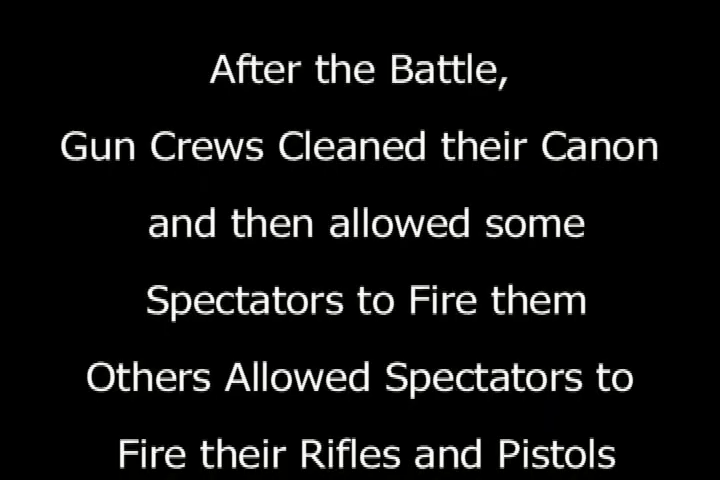 After the Battle,
Gun Crews Cleaned their Canon
and then allowed some
Spectators to Fire them
Others Allowed Spectators to
Fire their Rifles and Pistols